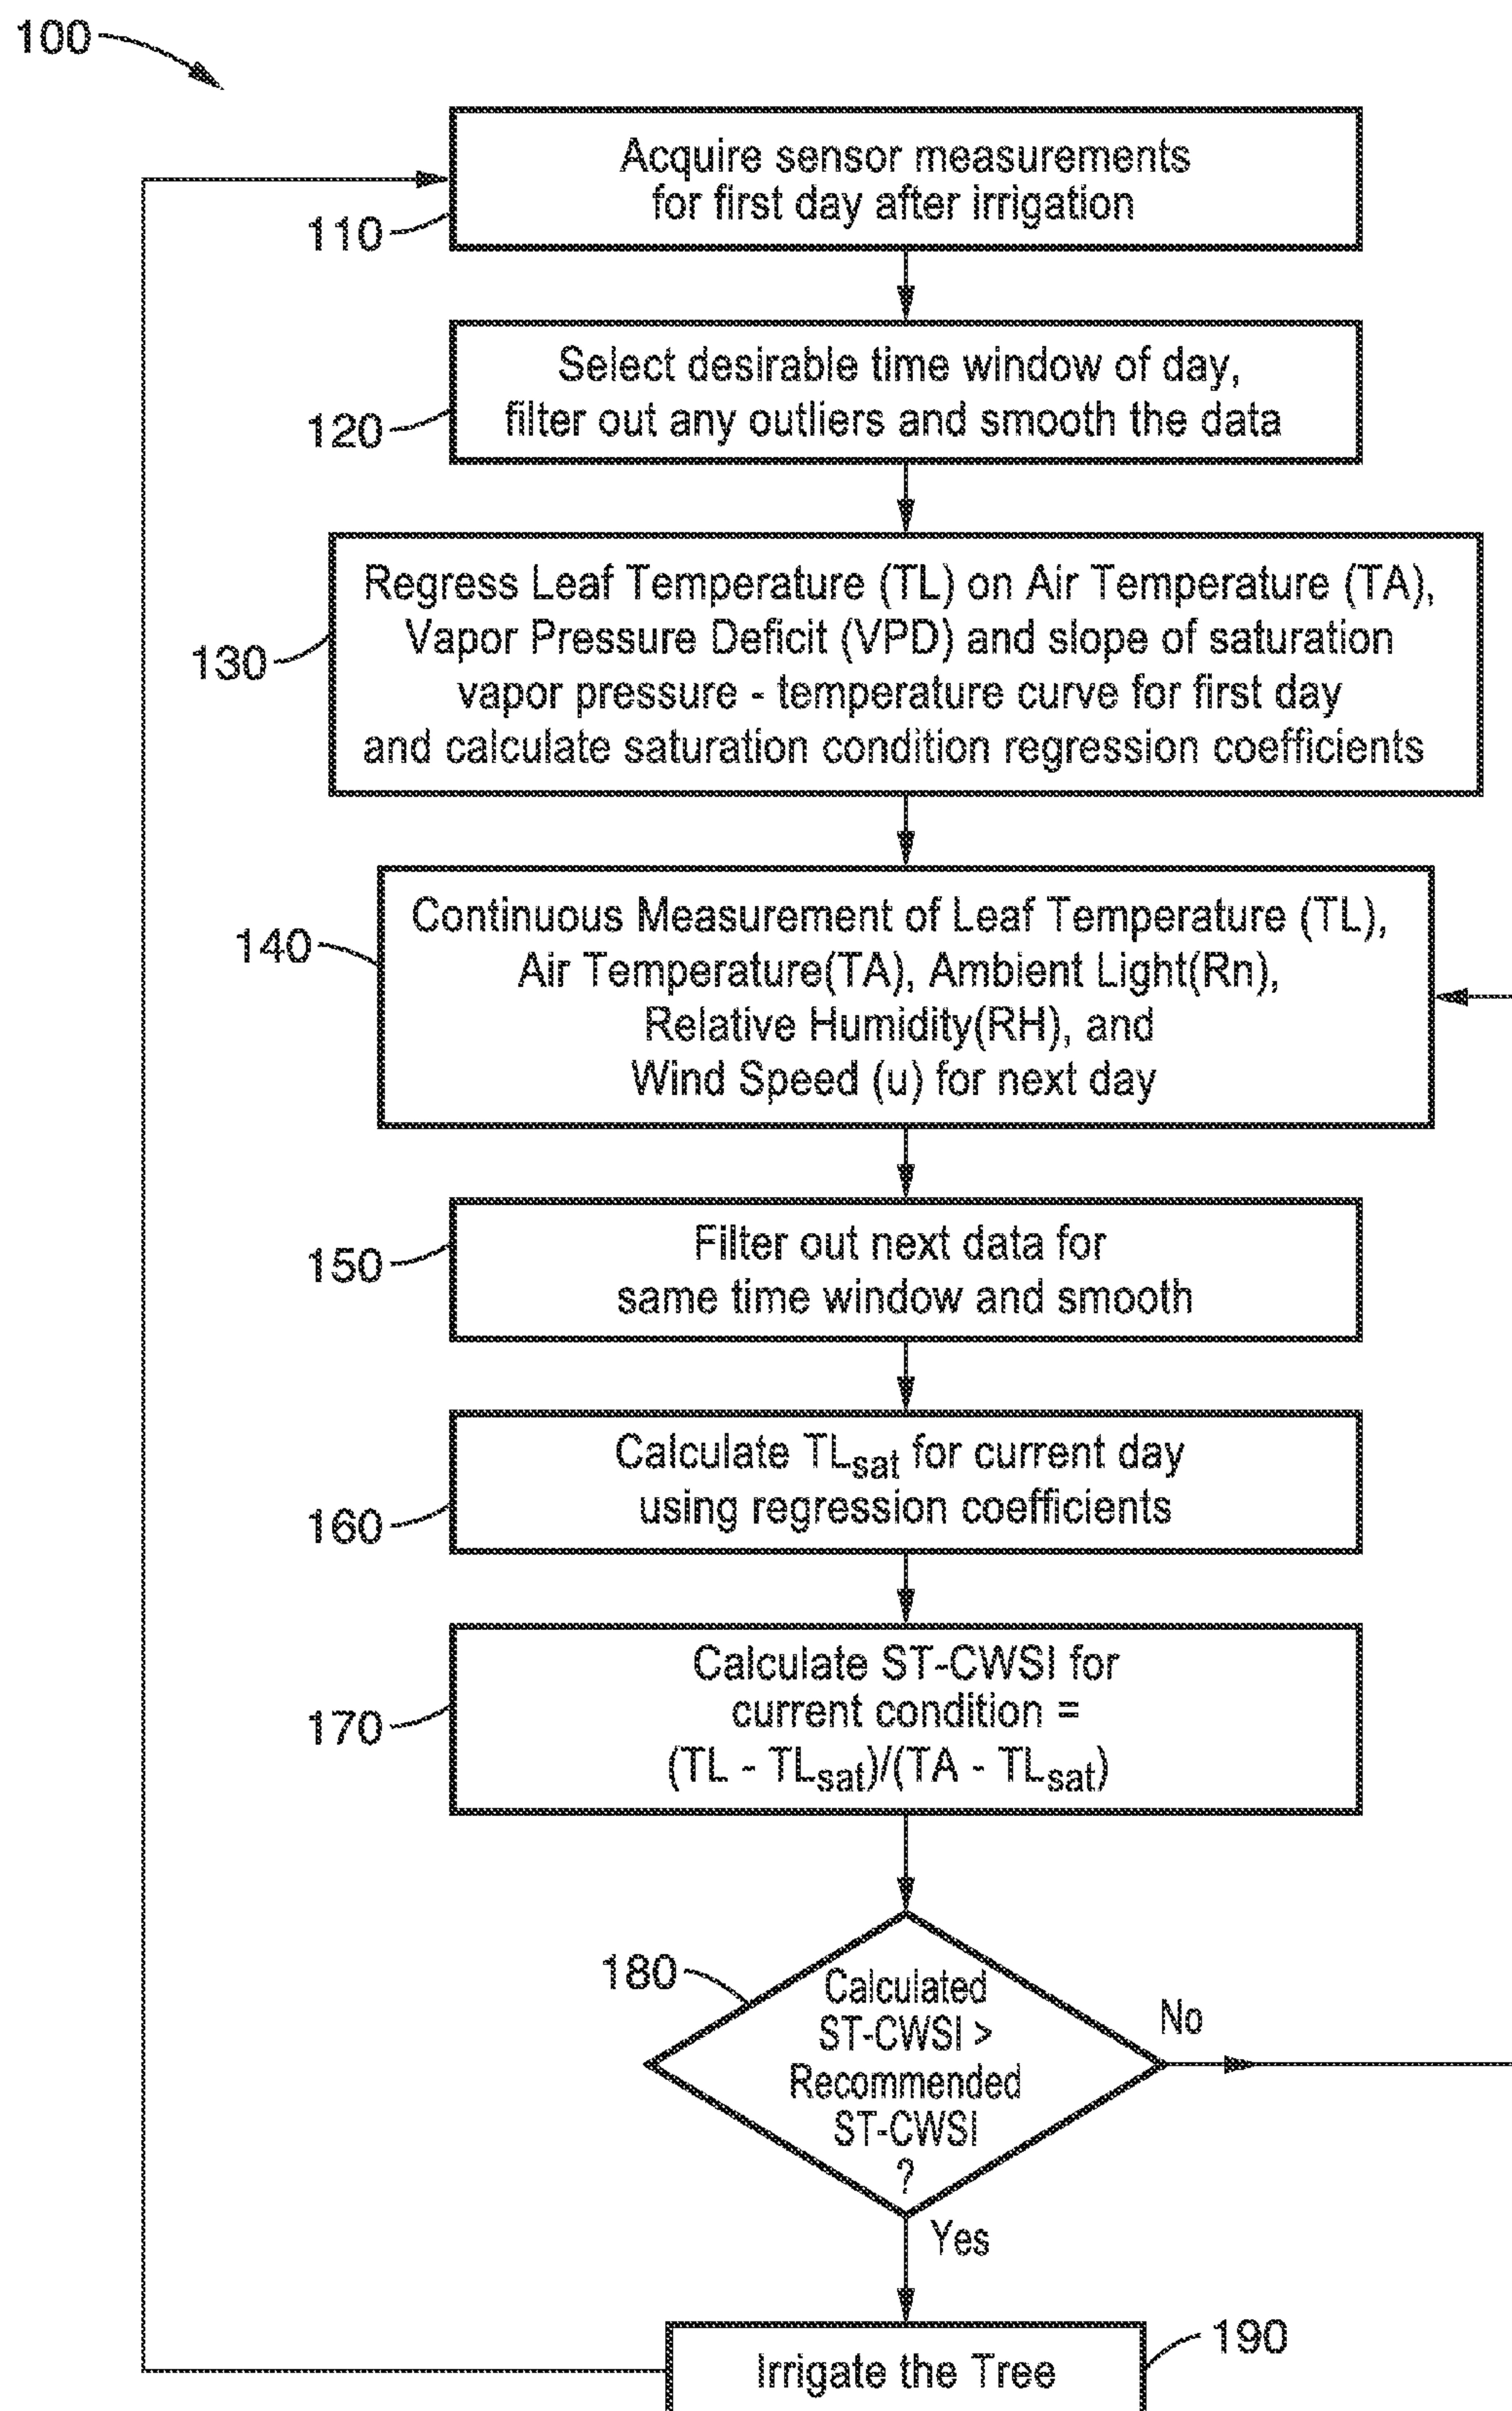 100
Acquire sensor measurements
for first day after irrigation
110
Select desirable time window of day,
filter out any outliers and smooth the data
120
Regress Leaf Temperature (TL) on Air Temperature (TA),
Vapor Pressure Deficit (VPD) and slope of saturation
vapor pressure - temperature curve for first day
and calculate saturation condition regression coefficients
130
Continuous Measurement of Leaf Temperature (TL),
Air Temperature(TA), Ambient Light(Rn),
Relative Humidity(RH), and
Wind Speed (u) for next day
140
Filter out next data for
same time window and smooth
150
Calculate TLsat for current day
using regression coefficients
160
Calculate ST-CWSI for
current condition =
(TL - TLsat)/(TA - TLsat)
170
180
Calculated
ST-CWSI >
Recommended
ST-CWSI
?
No
Yes
190
Irrigate the Tree